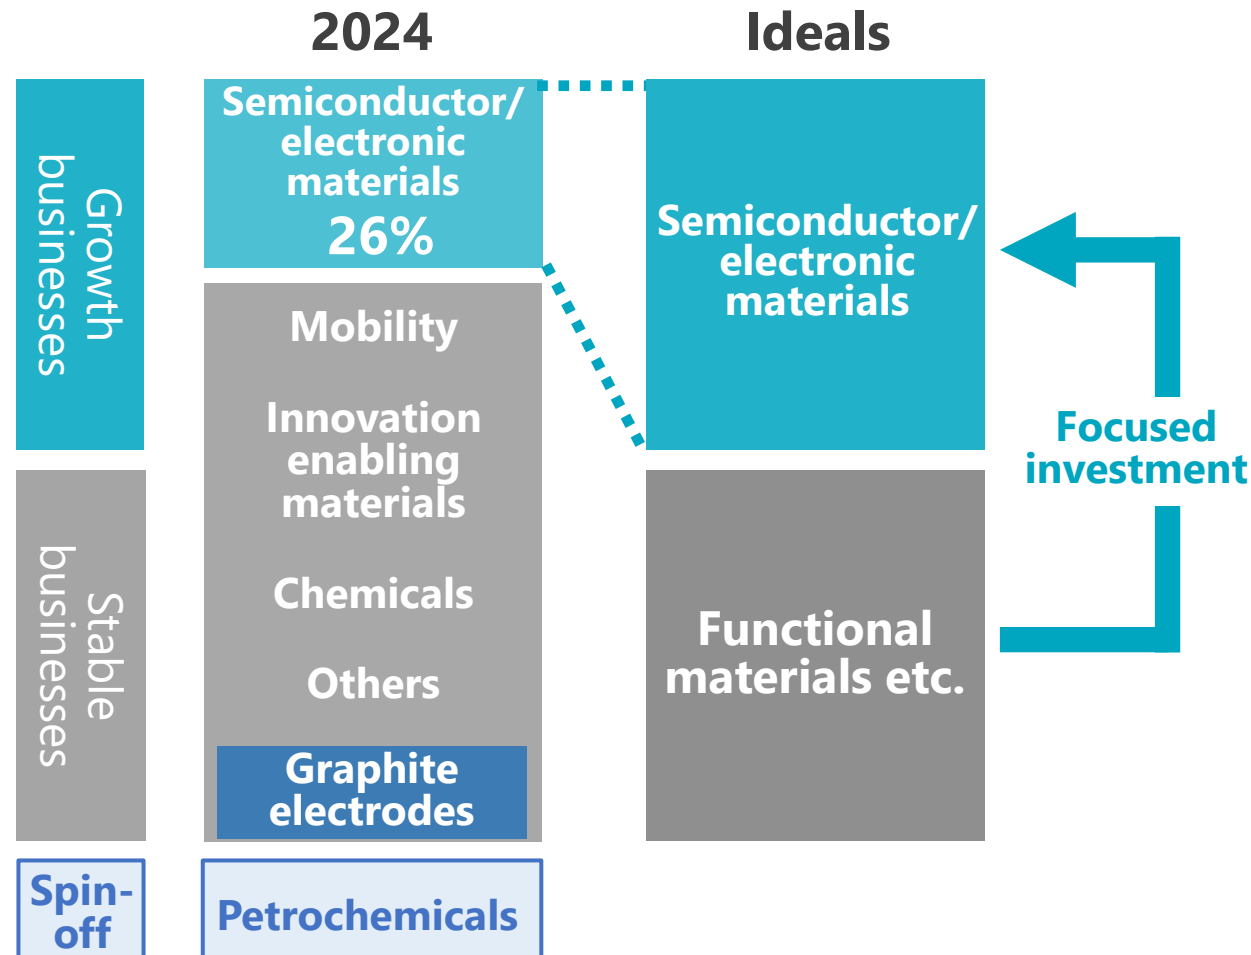 2024
Ideals
Growth
businesses
Semiconductor/
electronic
materials
26%
Semiconductor/
electronic
materials
Mobility
Innovation
enabling
materials
Chemicals
Others
Graphite
electrodes
Focused
investment
Stable
businesses
Functional
materials etc.
Spin-
off
Petrochemicals